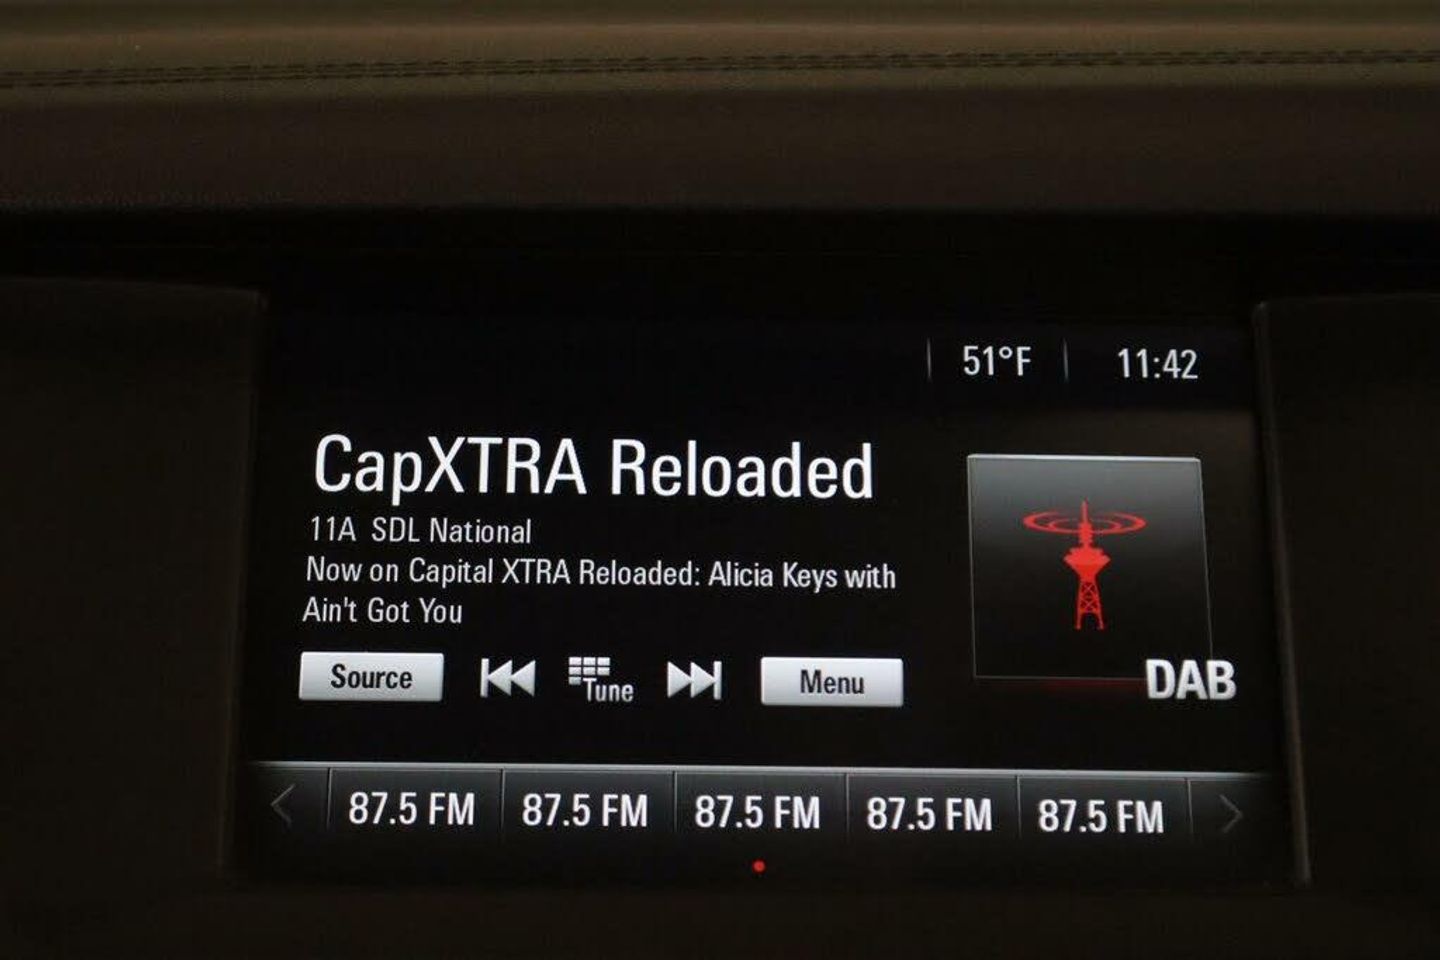 51°F 11:42
CapXTRA Reloaded
11A SDL National
Now on Capital XTRA Reloaded: Alicia Keys with
Ain't Got You
Source Tune Menu
DAB
87.5 FM 87.5 FM 87.5 FM 87.5 FM 87.5 FM